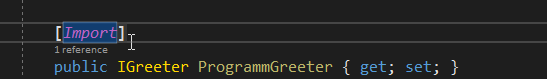 [Import]
1 reference
public IGreeter ProgrammGreeter { get; set; }